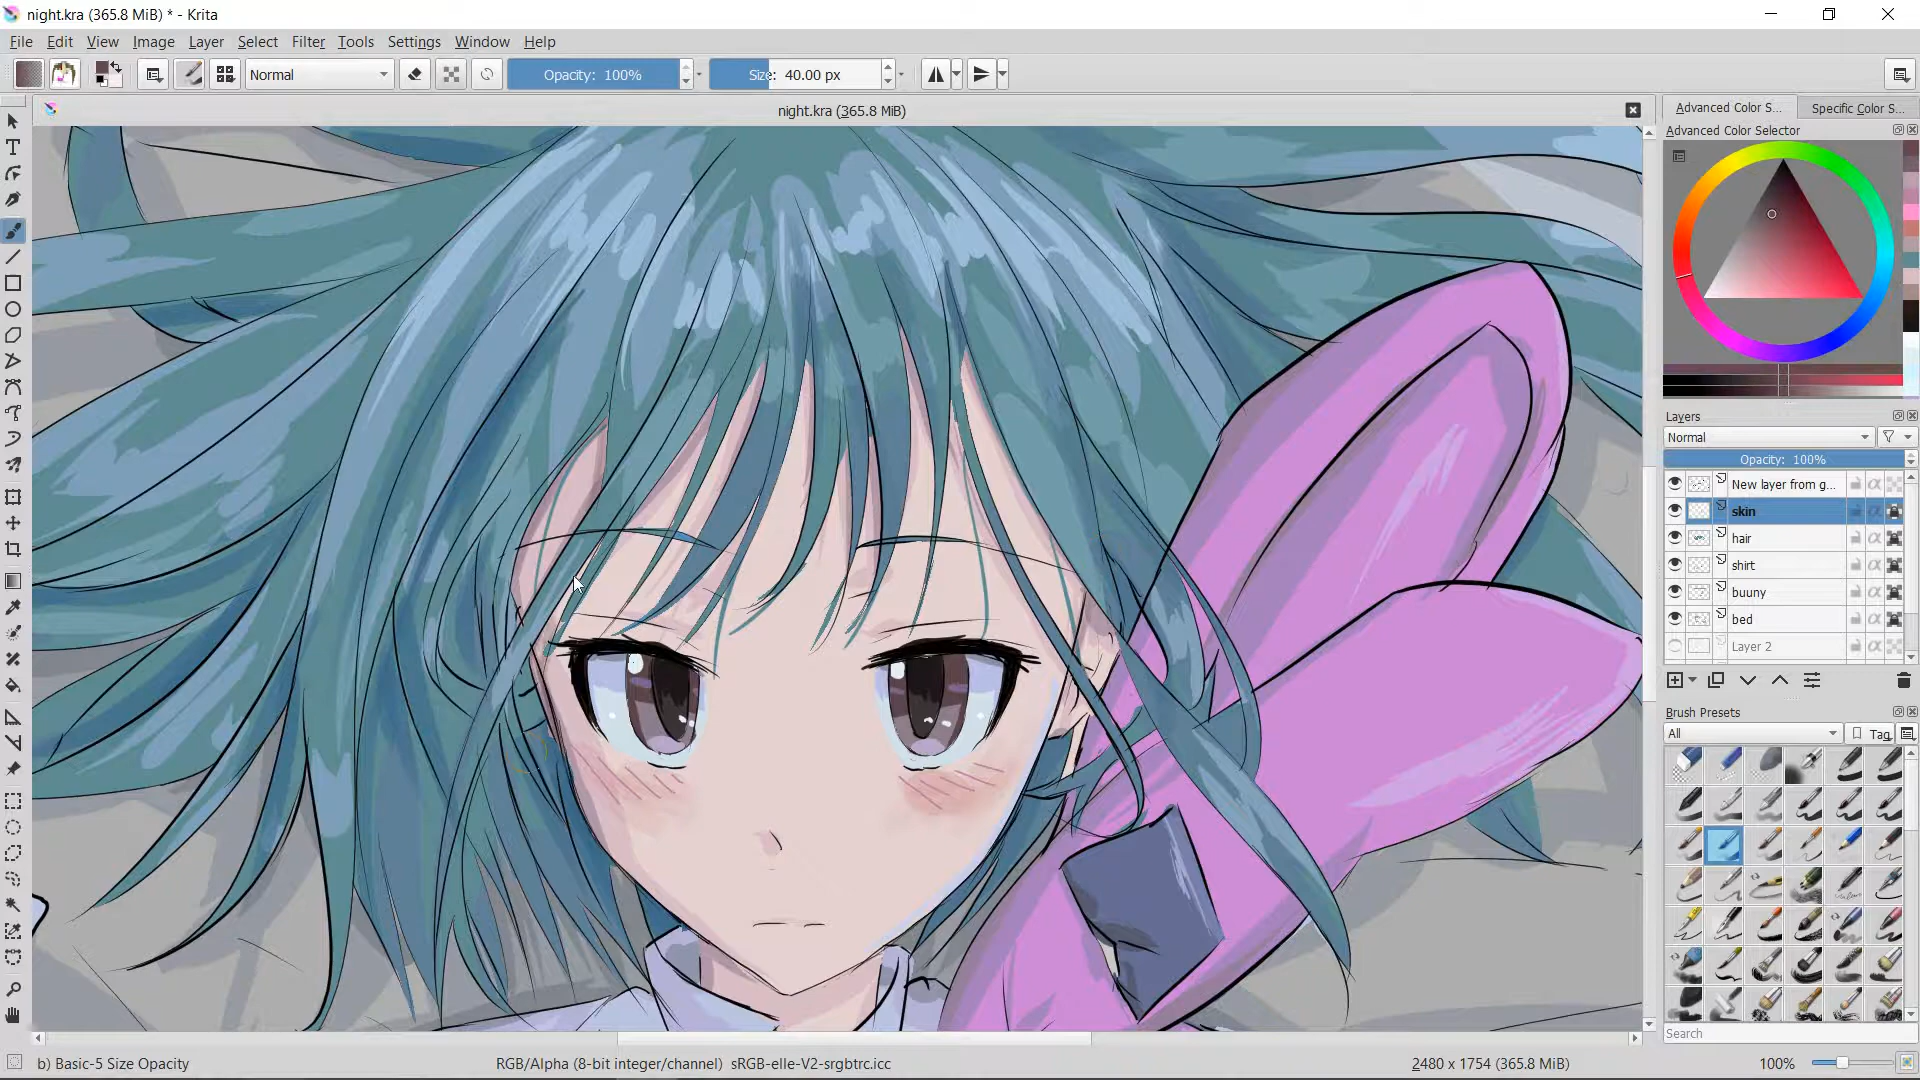 night.kra (365.8 MiB) * - Krita
File Edit View Image Layer Select Filter Tools Settings Window Help
Normal Opacity: 100% Size: 40.00 px
night.kra (365.8 MiB)
Advanced Color S... Specific Color S...
Advanced Color Selector
Layers
Normal
Opacity: 100%
New layer from g...
skin
hair
shirt
buuny
bed
Layer 2
Brush Presets
All Tag
Search
b) Basic-5 Size Opacity RGB/Alpha (8-bit integer/channel) sRGB-elle-V2-srgbtrc.icc 2480 x 1754 (365.8 MiB) 100%